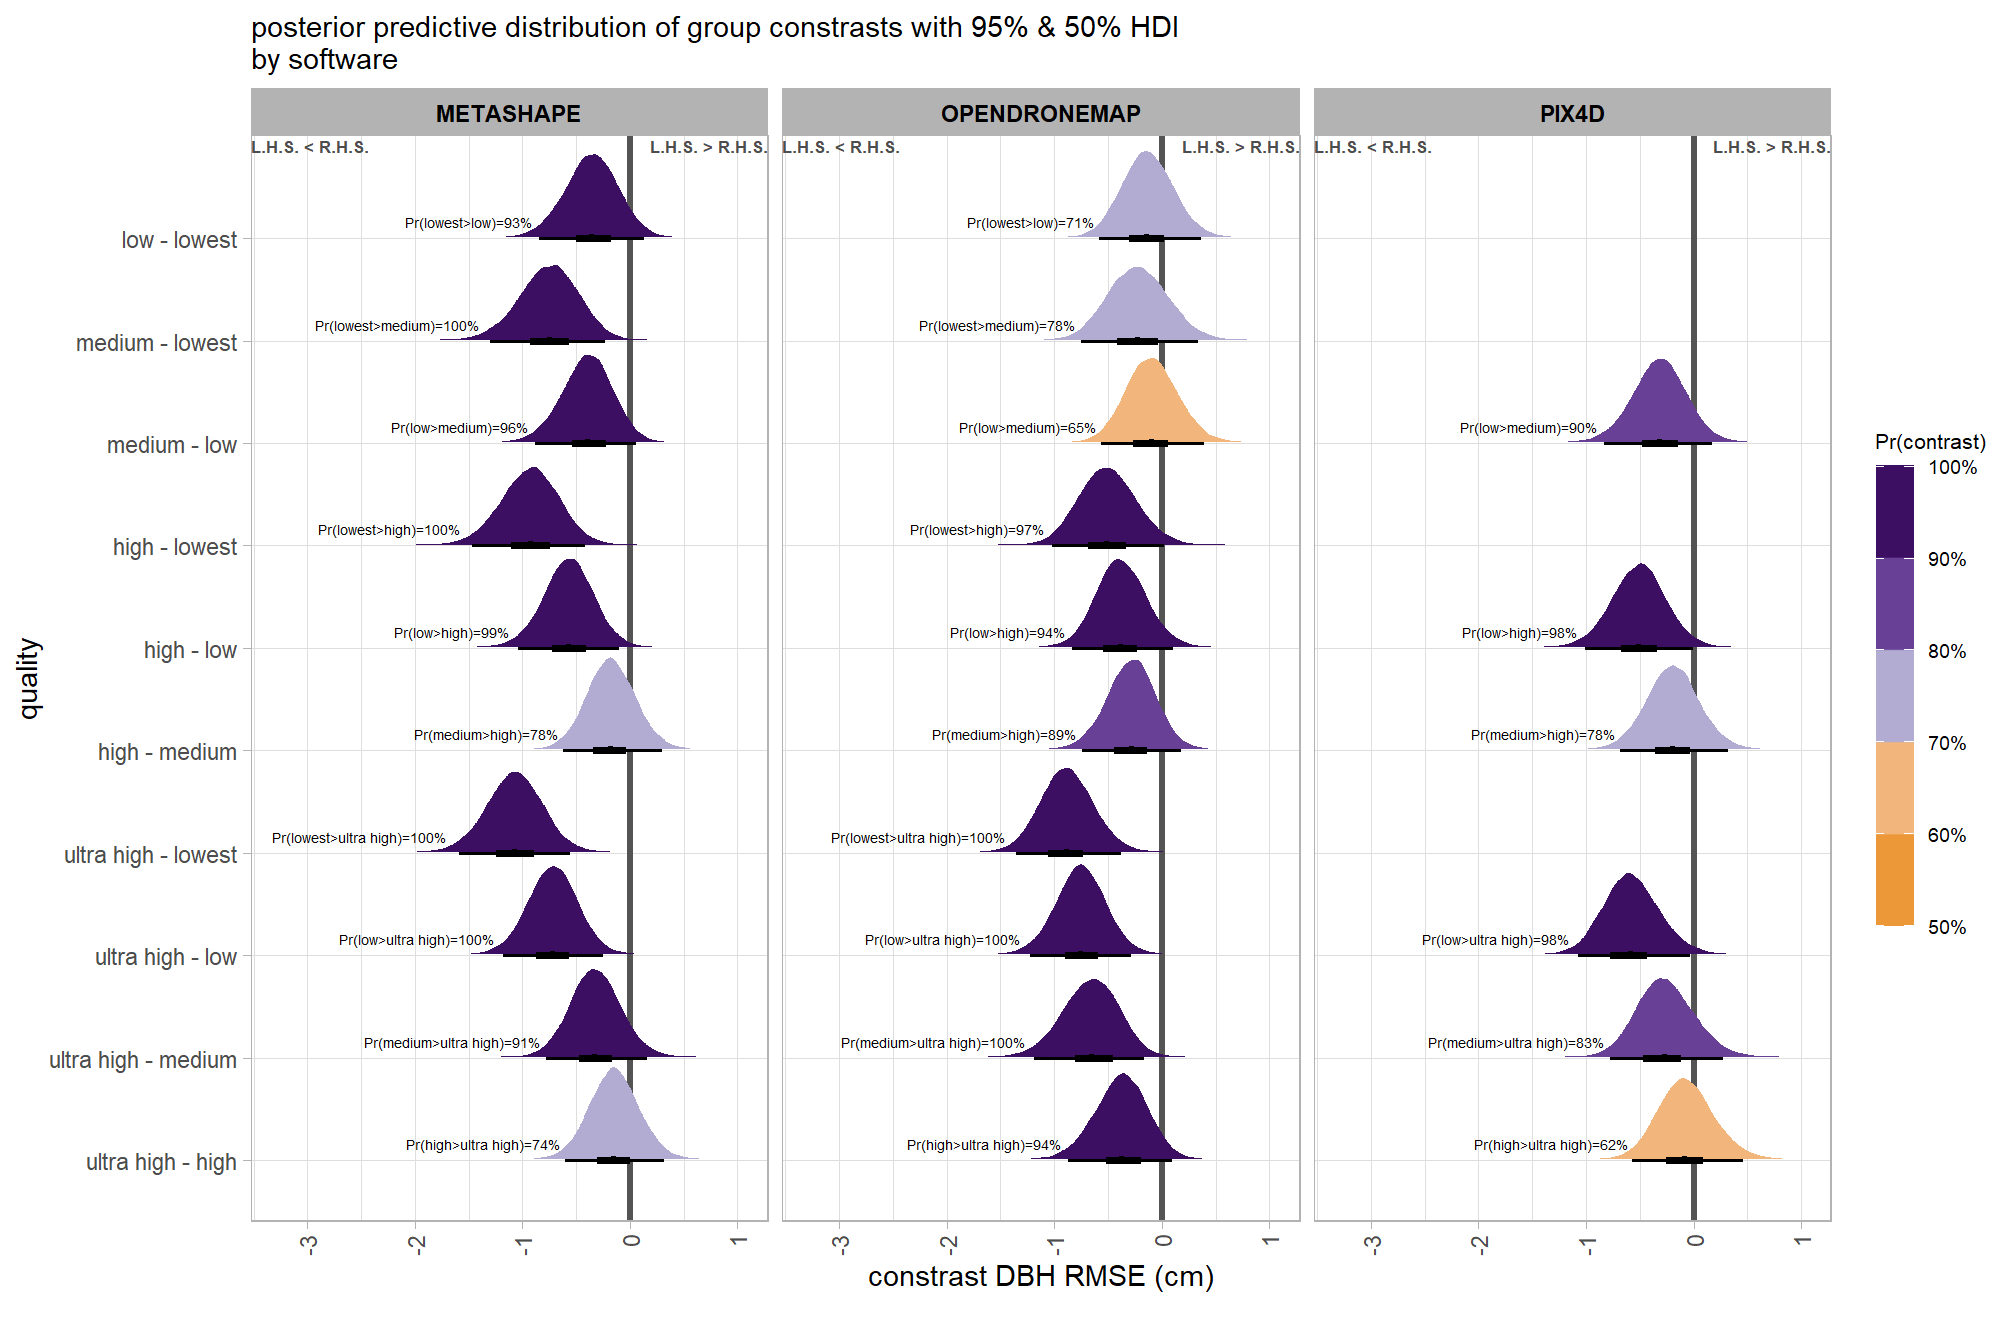 posterior predictive distribution of group constrasts with 95% & 50% HDI
by software
METASHAPE
OPENDRONEMAP
PIX4D
L.H.S. < R.H.S.
L.H.S. > R.H.S.
L.H.S. < R.H.S.
L.H.S. > R.H.S.
L.H.S. < R.H.S.
L.H.S. > R.H.S.
quality
low - lowest
Pr(lowest>low)=93%
Pr(lowest>low)=71%
medium - lowest
Pr(lowest>medium)=100%
Pr(lowest>medium)=78%
medium - low
Pr(low>medium)=96%
Pr(low>medium)=65%
Pr(low>medium)=90%
high - lowest
Pr(lowest>high)=100%
Pr(lowest>high)=97%
high - low
Pr(low>high)=99%
Pr(low>high)=94%
Pr(low>high)=98%
high - medium
Pr(medium>high)=78%
Pr(medium>high)=89%
Pr(medium>high)=78%
ultra high - lowest
Pr(lowest>ultra high)=100%
Pr(lowest>ultra high)=100%
ultra high - low
Pr(low>ultra high)=100%
Pr(low>ultra high)=100%
Pr(low>ultra high)=98%
ultra high - medium
Pr(medium>ultra high)=91%
Pr(medium>ultra high)=100%
Pr(medium>ultra high)=83%
ultra high - high
Pr(high>ultra high)=74%
Pr(high>ultra high)=94%
Pr(high>ultra high)=62%
-3
-2
-1
0
1
-3
-2
-1
0
1
-3
-2
-1
0
1
constrast DBH RMSE (cm)
Pr(contrast)
100%
90%
80%
70%
60%
50%